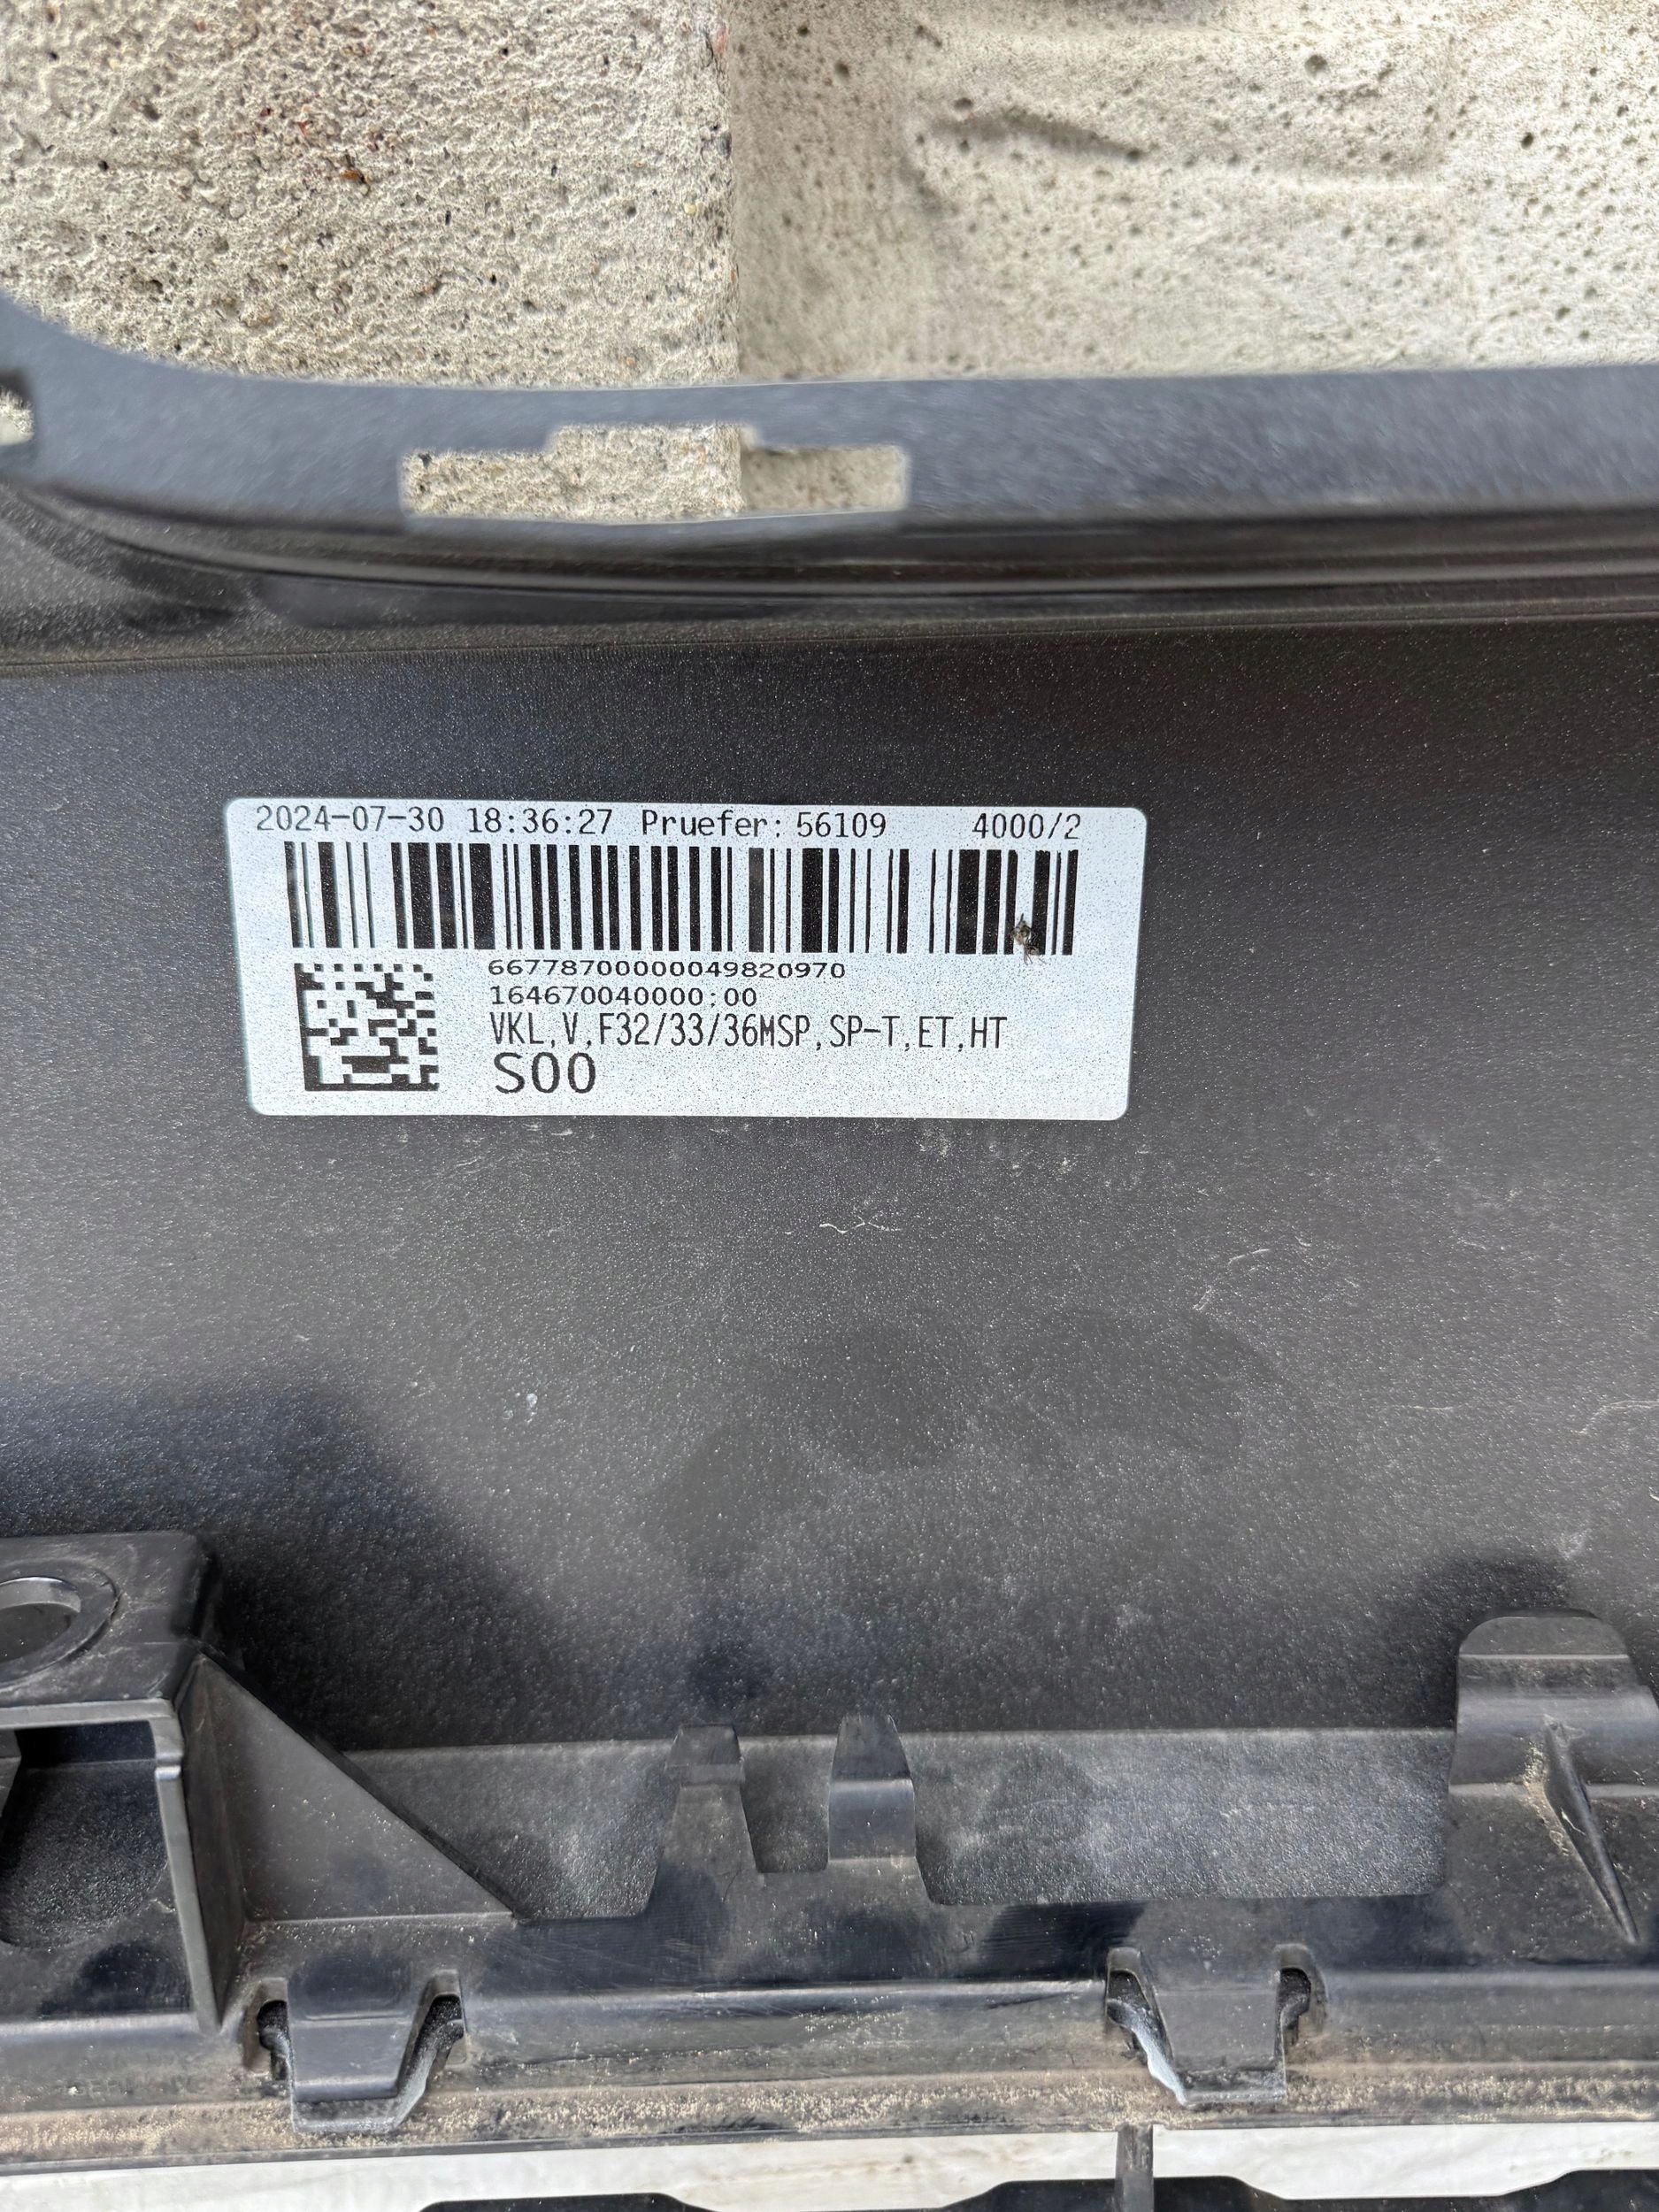 2024-07-30 18:36:27 Pruefer: 56109 4000/2
66778700000049820970
164670040000:00
VKL,V,F32/33/36MSP,SP-T,ET,HT
S00